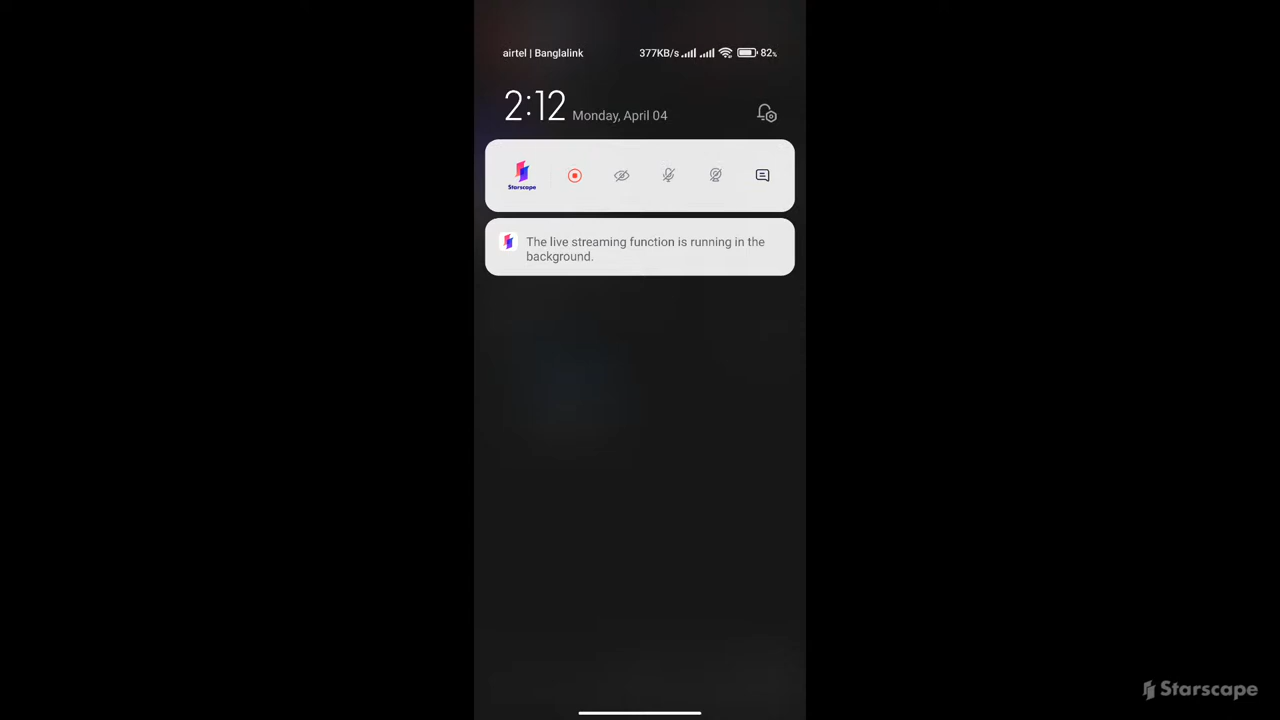 airtel | Banglalink 377KB/s 82%
2:12 Monday, April 04
Starscape
The live streaming function is running in the
background.
Starscape